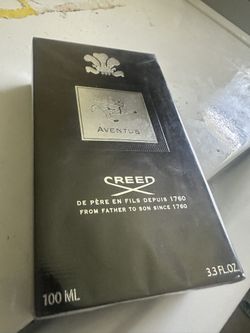 AVENTUS
CREED
DE PÈRE EN FILS DEPUIS 1760
FROM FATHER TO SON SINCE 1760
100 ML
3.3 FL.OZ.